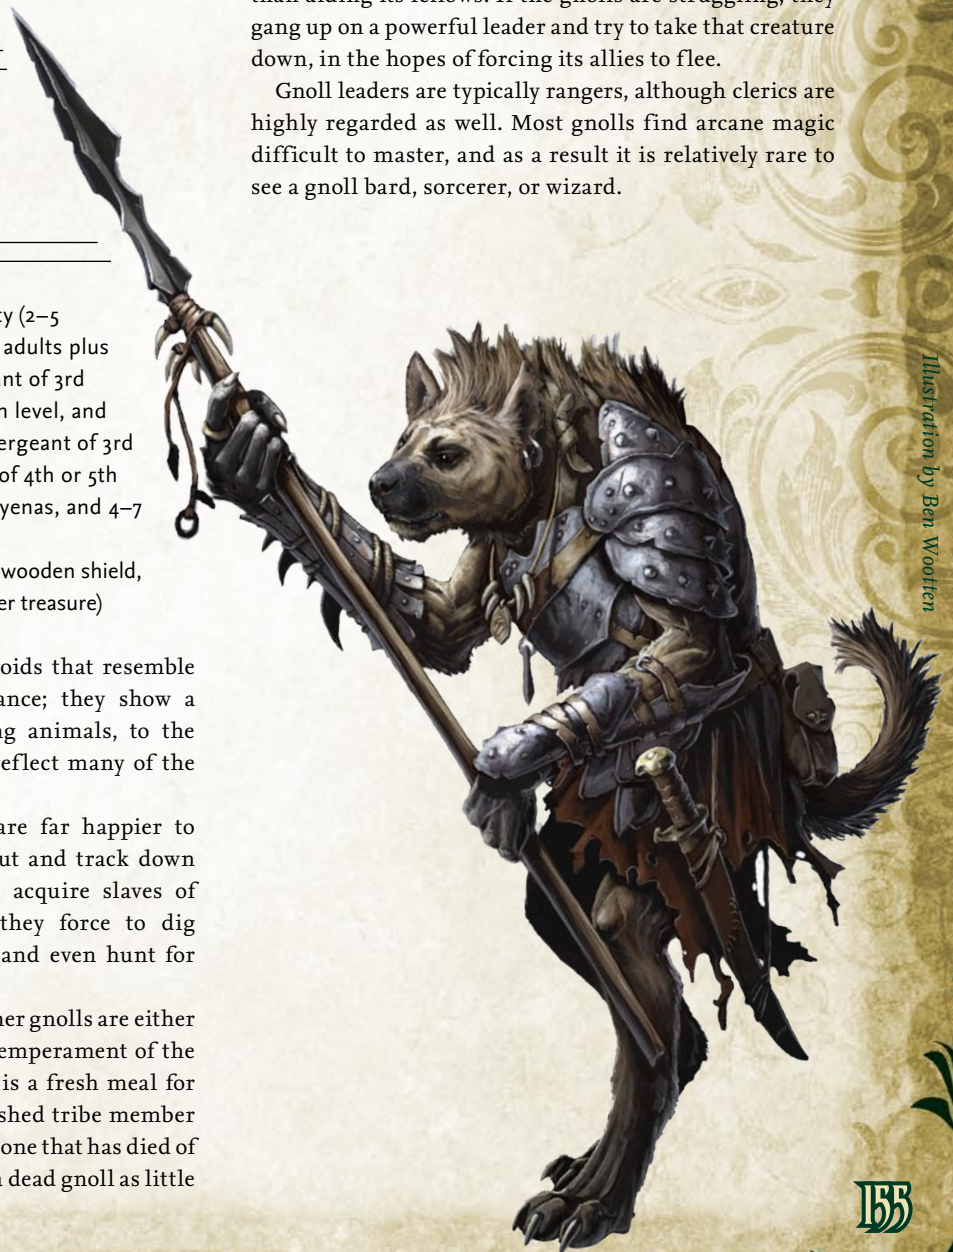 ty (2–5
adults plus
nt of 3rd
level, and
ergeant of 3rd
of 4th or 5th
yenas, and 4–7
wooden shield,
er treasure)
oids that resemble
ance; they show a
ng animals, to the
eflect many of the
are far happier to
ut and track down
acquire slaves of
they force to dig
and even hunt for
her gnolls are either
emperament of the
is a fresh meal for
shed tribe member
one that has died of
dead gnoll as little
than aiding its fellows. If the gnolls are struggling, they
gang up on a powerful leader and try to take that creature
down, in the hopes of forcing its allies to flee.
Gnoll leaders are typically rangers, although clerics are
highly regarded as well. Most gnolls find arcane magic
difficult to master, and as a result it is relatively rare to
see a gnoll bard, sorcerer, or wizard.
Illustration by Ben Wootten
155